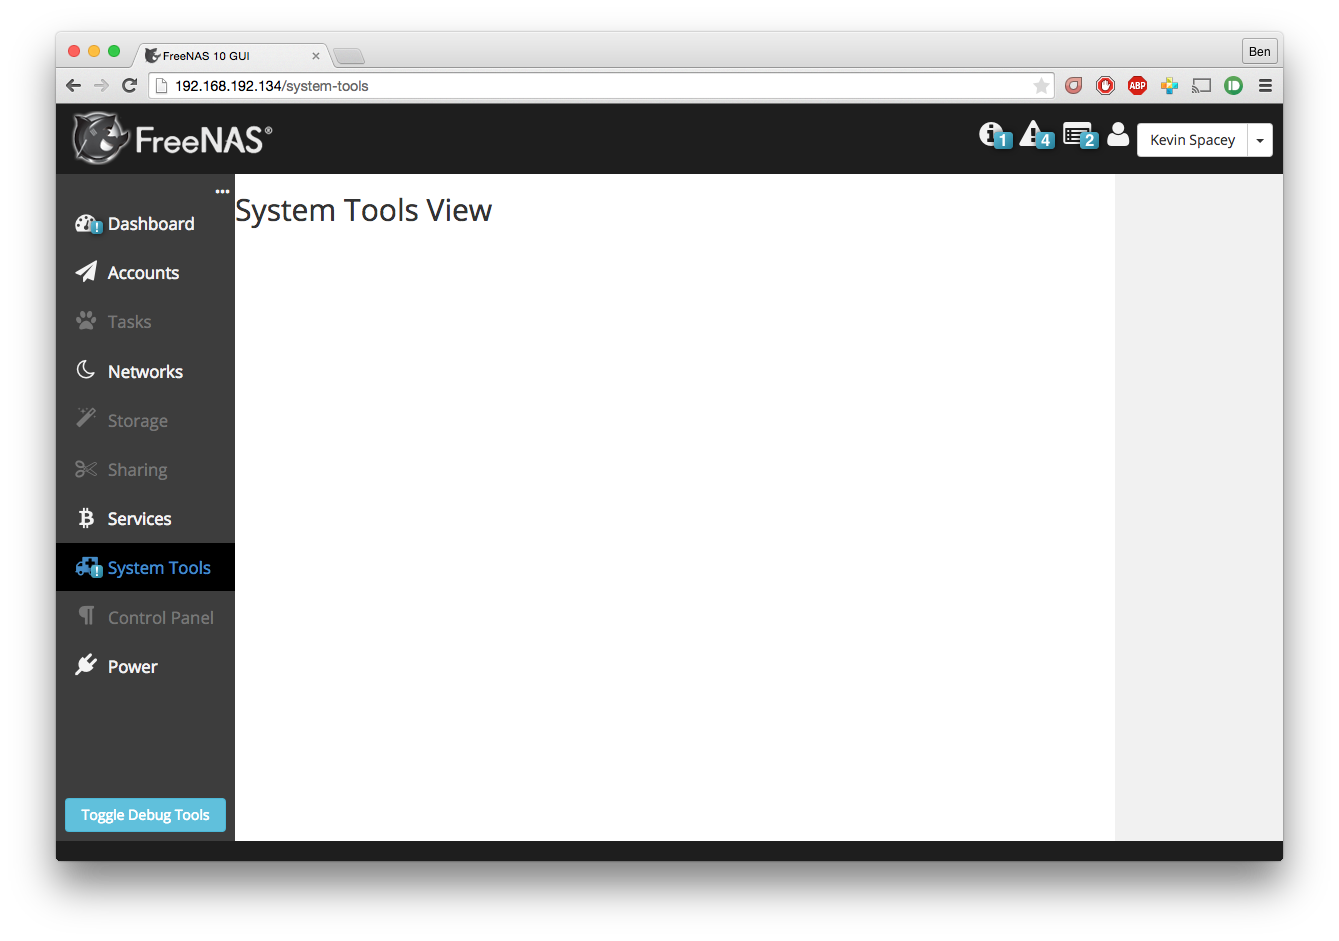 FreeNAS 10 GUI
Ben
192.168.192.134/system-tools
ABP
FreeNAS®
1
4
2
Kevin Spacey
Dashboard
Accounts
Tasks
Networks
Storage
Sharing
Services
System Tools
Control Panel
Power
Toggle Debug Tools
System Tools View